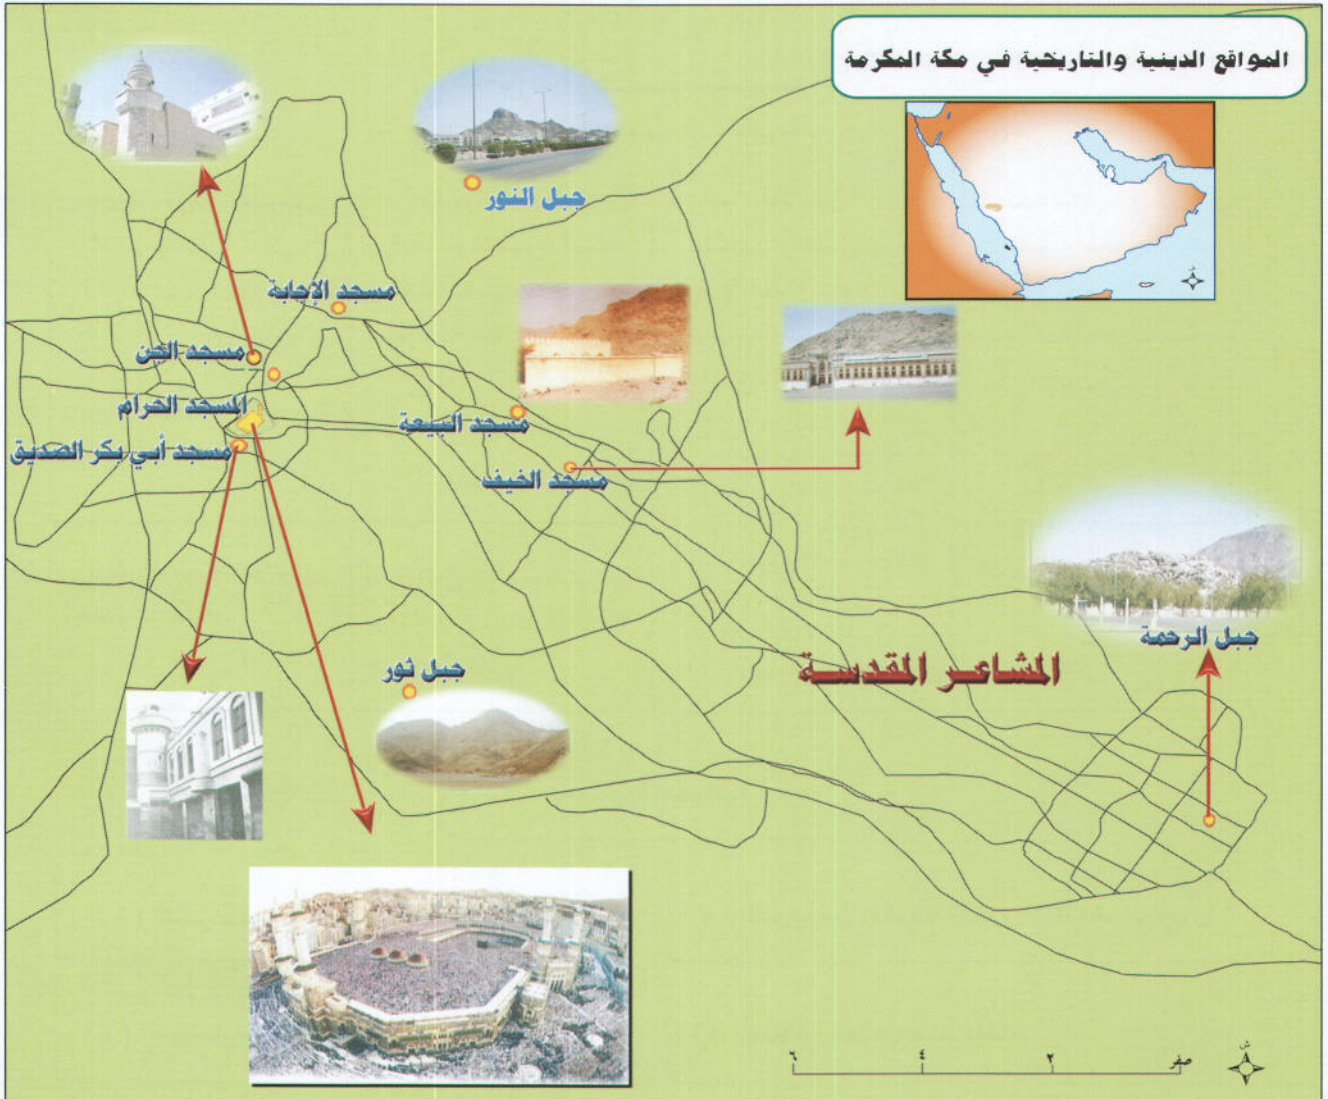 المواقع الدينية والتاريخية في مكة المكرمة
ش
جبل النور
مسجد الإجابة
مسجد الجن
المسجد الحرام
مسجد البيعة
مسجد أبي بكر الصديق
مسجد الخيف
جبل الرحمة
المشاعر المقدسة
جبل ثور
صفر ٢ ٤ ٦
ش